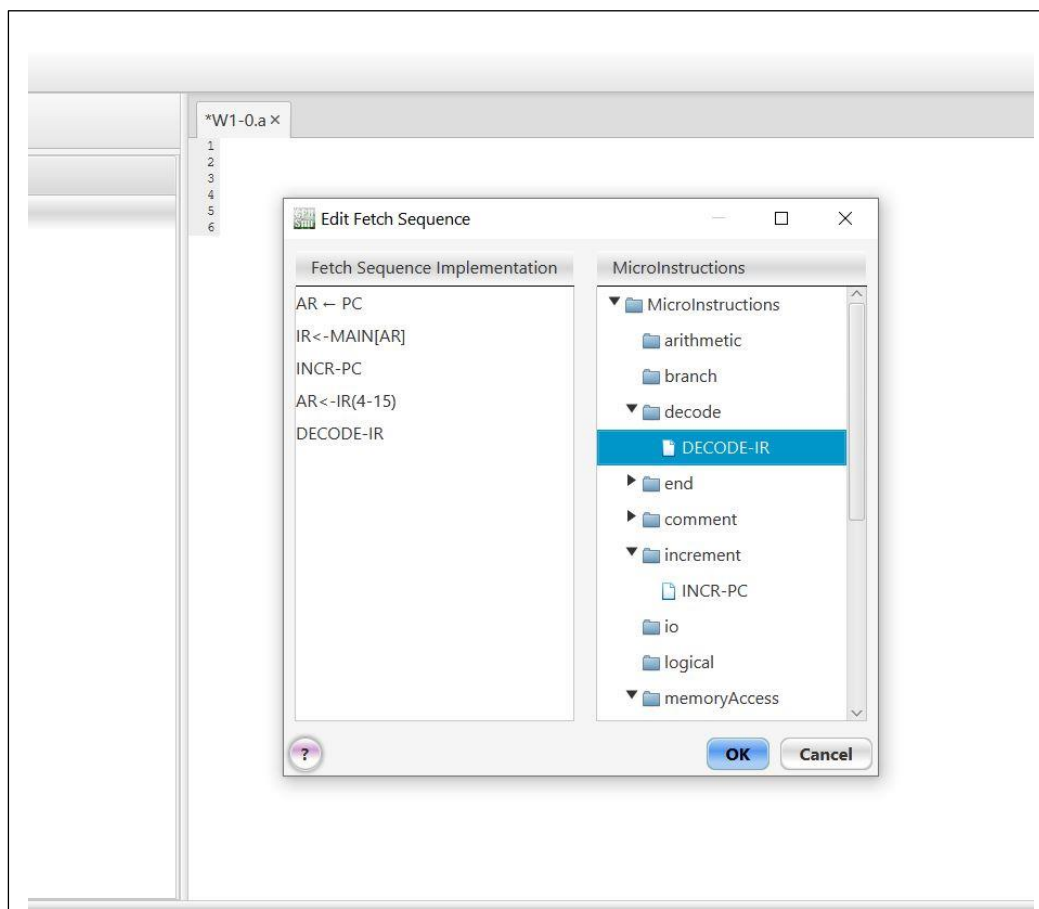 *W1-0.a ×
1
2
3
4
5
6
Edit Fetch Sequence
Fetch Sequence Implementation
AR ← PC
IR<-MAIN[AR]
INCR-PC
AR<-IR(4-15)
DECODE-IR
MicroInstructions
MicroInstructions
arithmetic
branch
decode
DECODE-IR
end
comment
increment
INCR-PC
io
logical
memoryAccess
?
OK
Cancel